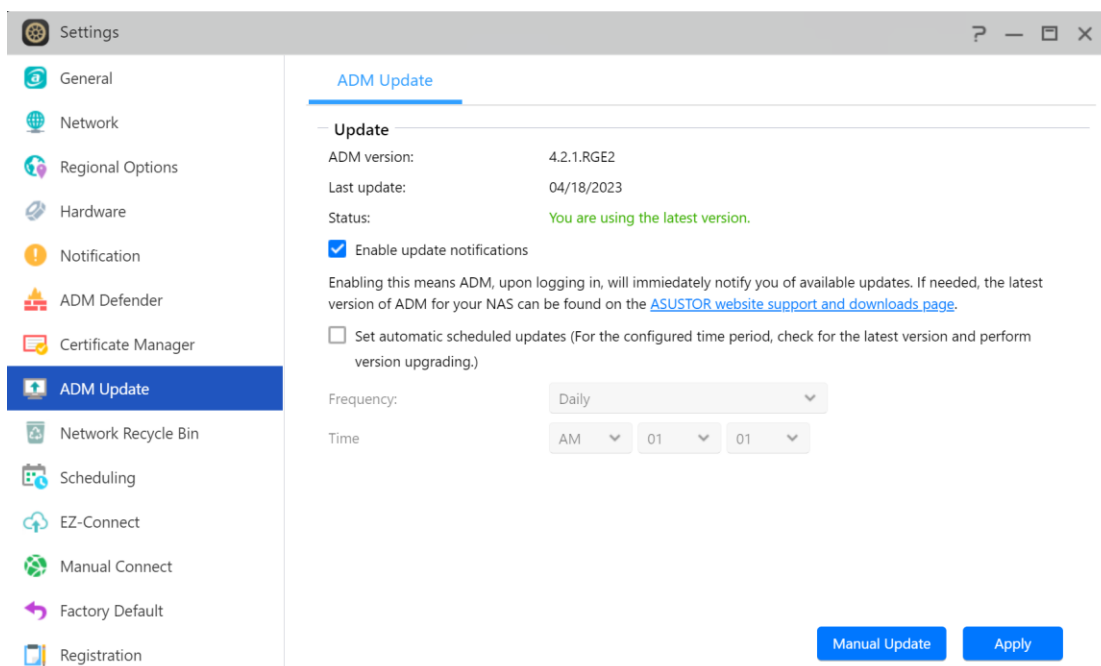 Settings
General
Network
Regional Options
Hardware
Notification
ADM Defender
Certificate Manager
ADM Update
Network Recycle Bin
Scheduling
EZ-Connect
Manual Connect
Factory Default
Registration
ADM Update
Update
ADM version: 4.2.1.RGE2
Last update: 04/18/2023
Status: You are using the latest version.
Enable update notifications
Enabling this means ADM, upon logging in, will immiedately notify you of available updates. If needed, the latest
version of ADM for your NAS can be found on the ASUSTOR website support and downloads page.
Set automatic scheduled updates (For the configured time period, check for the latest version and perform
version upgrading.)
Frequency: Daily
Time AM 01 01
Manual Update Apply